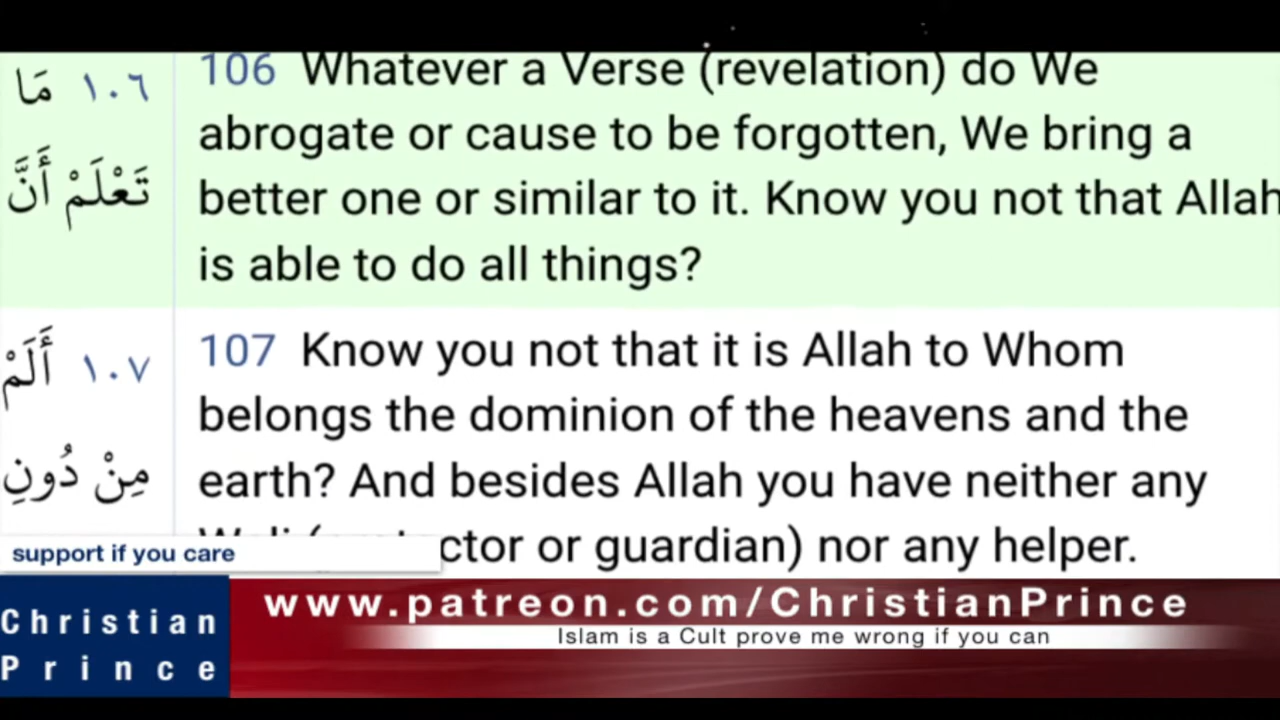 ١٠٦ مَا
تَعْلَمْ أَنَّ
106 Whatever a Verse (revelation) do We
abrogate or cause to be forgotten, We bring a
better one or similar to it. Know you not that Allah
is able to do all things?
١٠٧ أَلَمْ
مِنْ دُونِ
107 Know you not that it is Allah to Whom
belongs the dominion of the heavens and the
earth? And besides Allah you have neither any
or guardian) nor any helper.
support if you care
Christian
Prince
www.patreon.com/ChristianPrince
Islam is a Cult prove me wrong if you can